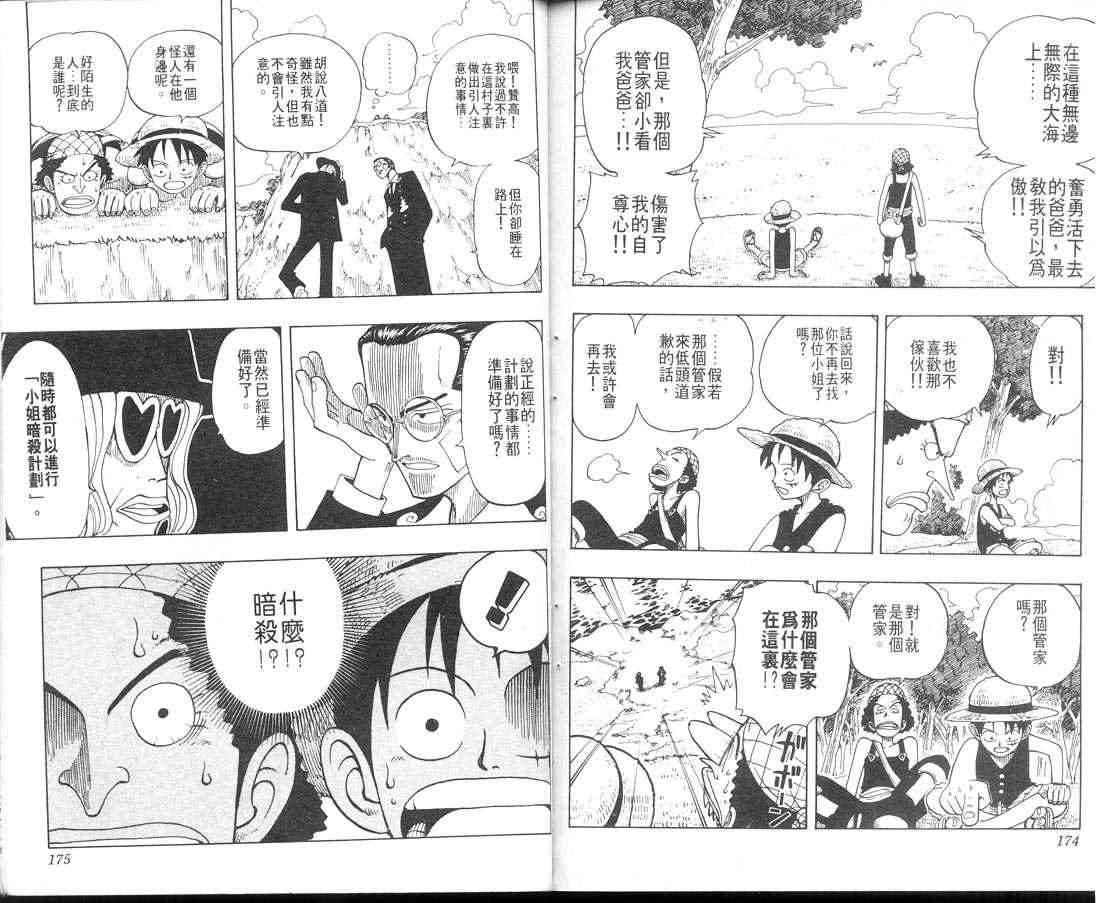 在這種無邊
無際的大海
上……
奮勇活下去
的爸爸，最
教我引以爲
傲!!
但是，那個
管家卻小看
我爸爸…!!
傷害了
我的自
尊心!!
對!!
我也不
喜歡那
傢伙!!
話說回來，
你不再去找
那位小姐了
嗎？
……假若
那個管家
來低頭道
歉的話，
我或許會
再去！
那個管家
嗎？
對！就
是那個
管家。
那個管家
爲什麼會
在這裏!?
ガボーン
174
喂！贊高！
我說過不許
在這村子裏
做出引人注
意的事情…
但你卻睡在
路上！
………
胡說八道！
雖然我有點
奇怪，但也
不會引人注
意的。
還有一個
怪人在他
身邊呢。
好陌生的
人…到底
是誰呢？
說正經的……
計劃的事情都
準備好了嗎？
當然已經準
備好了。
隨時都可以進行
「小姐暗殺計劃」。
!
什麼!?
暗殺!?
175